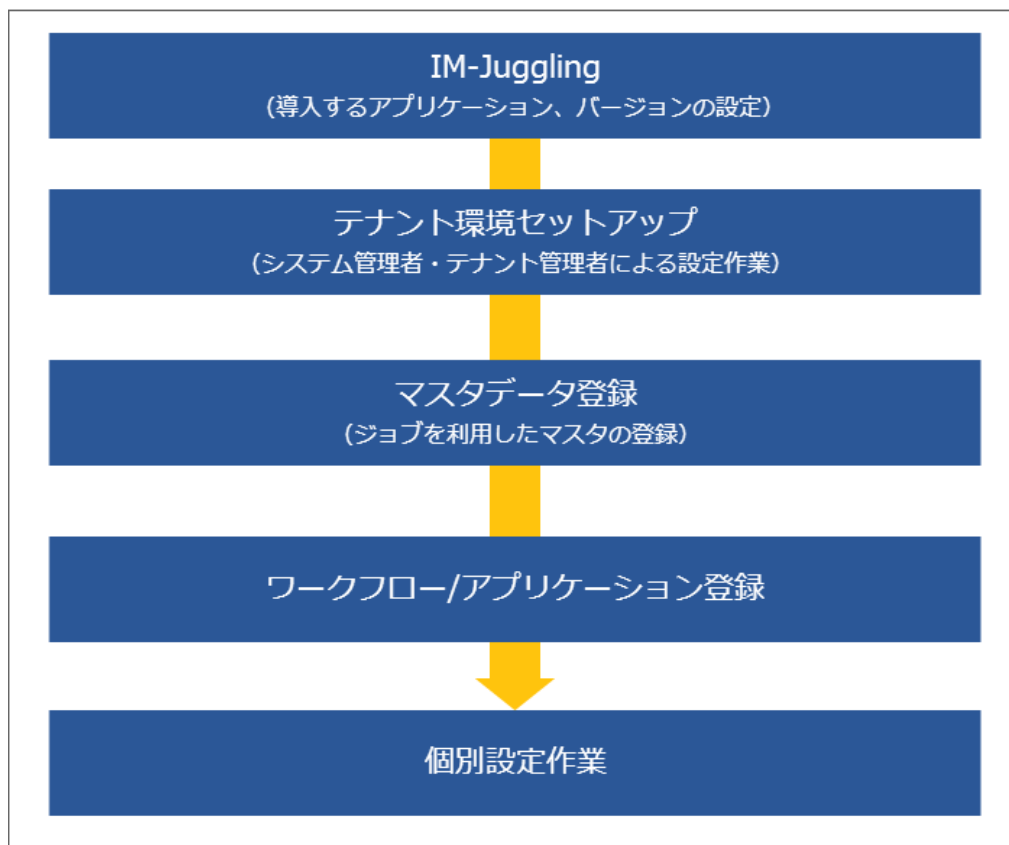 IM-Juggling
(導入するアプリケーション、バージョンの設定)
テナント環境セットアップ
(システム管理者・テナント管理者による設定作業)
マスタデータ登録
(ジョブを利用したマスタの登録)
ワークフロー/アプリケーション登録
個別設定作業